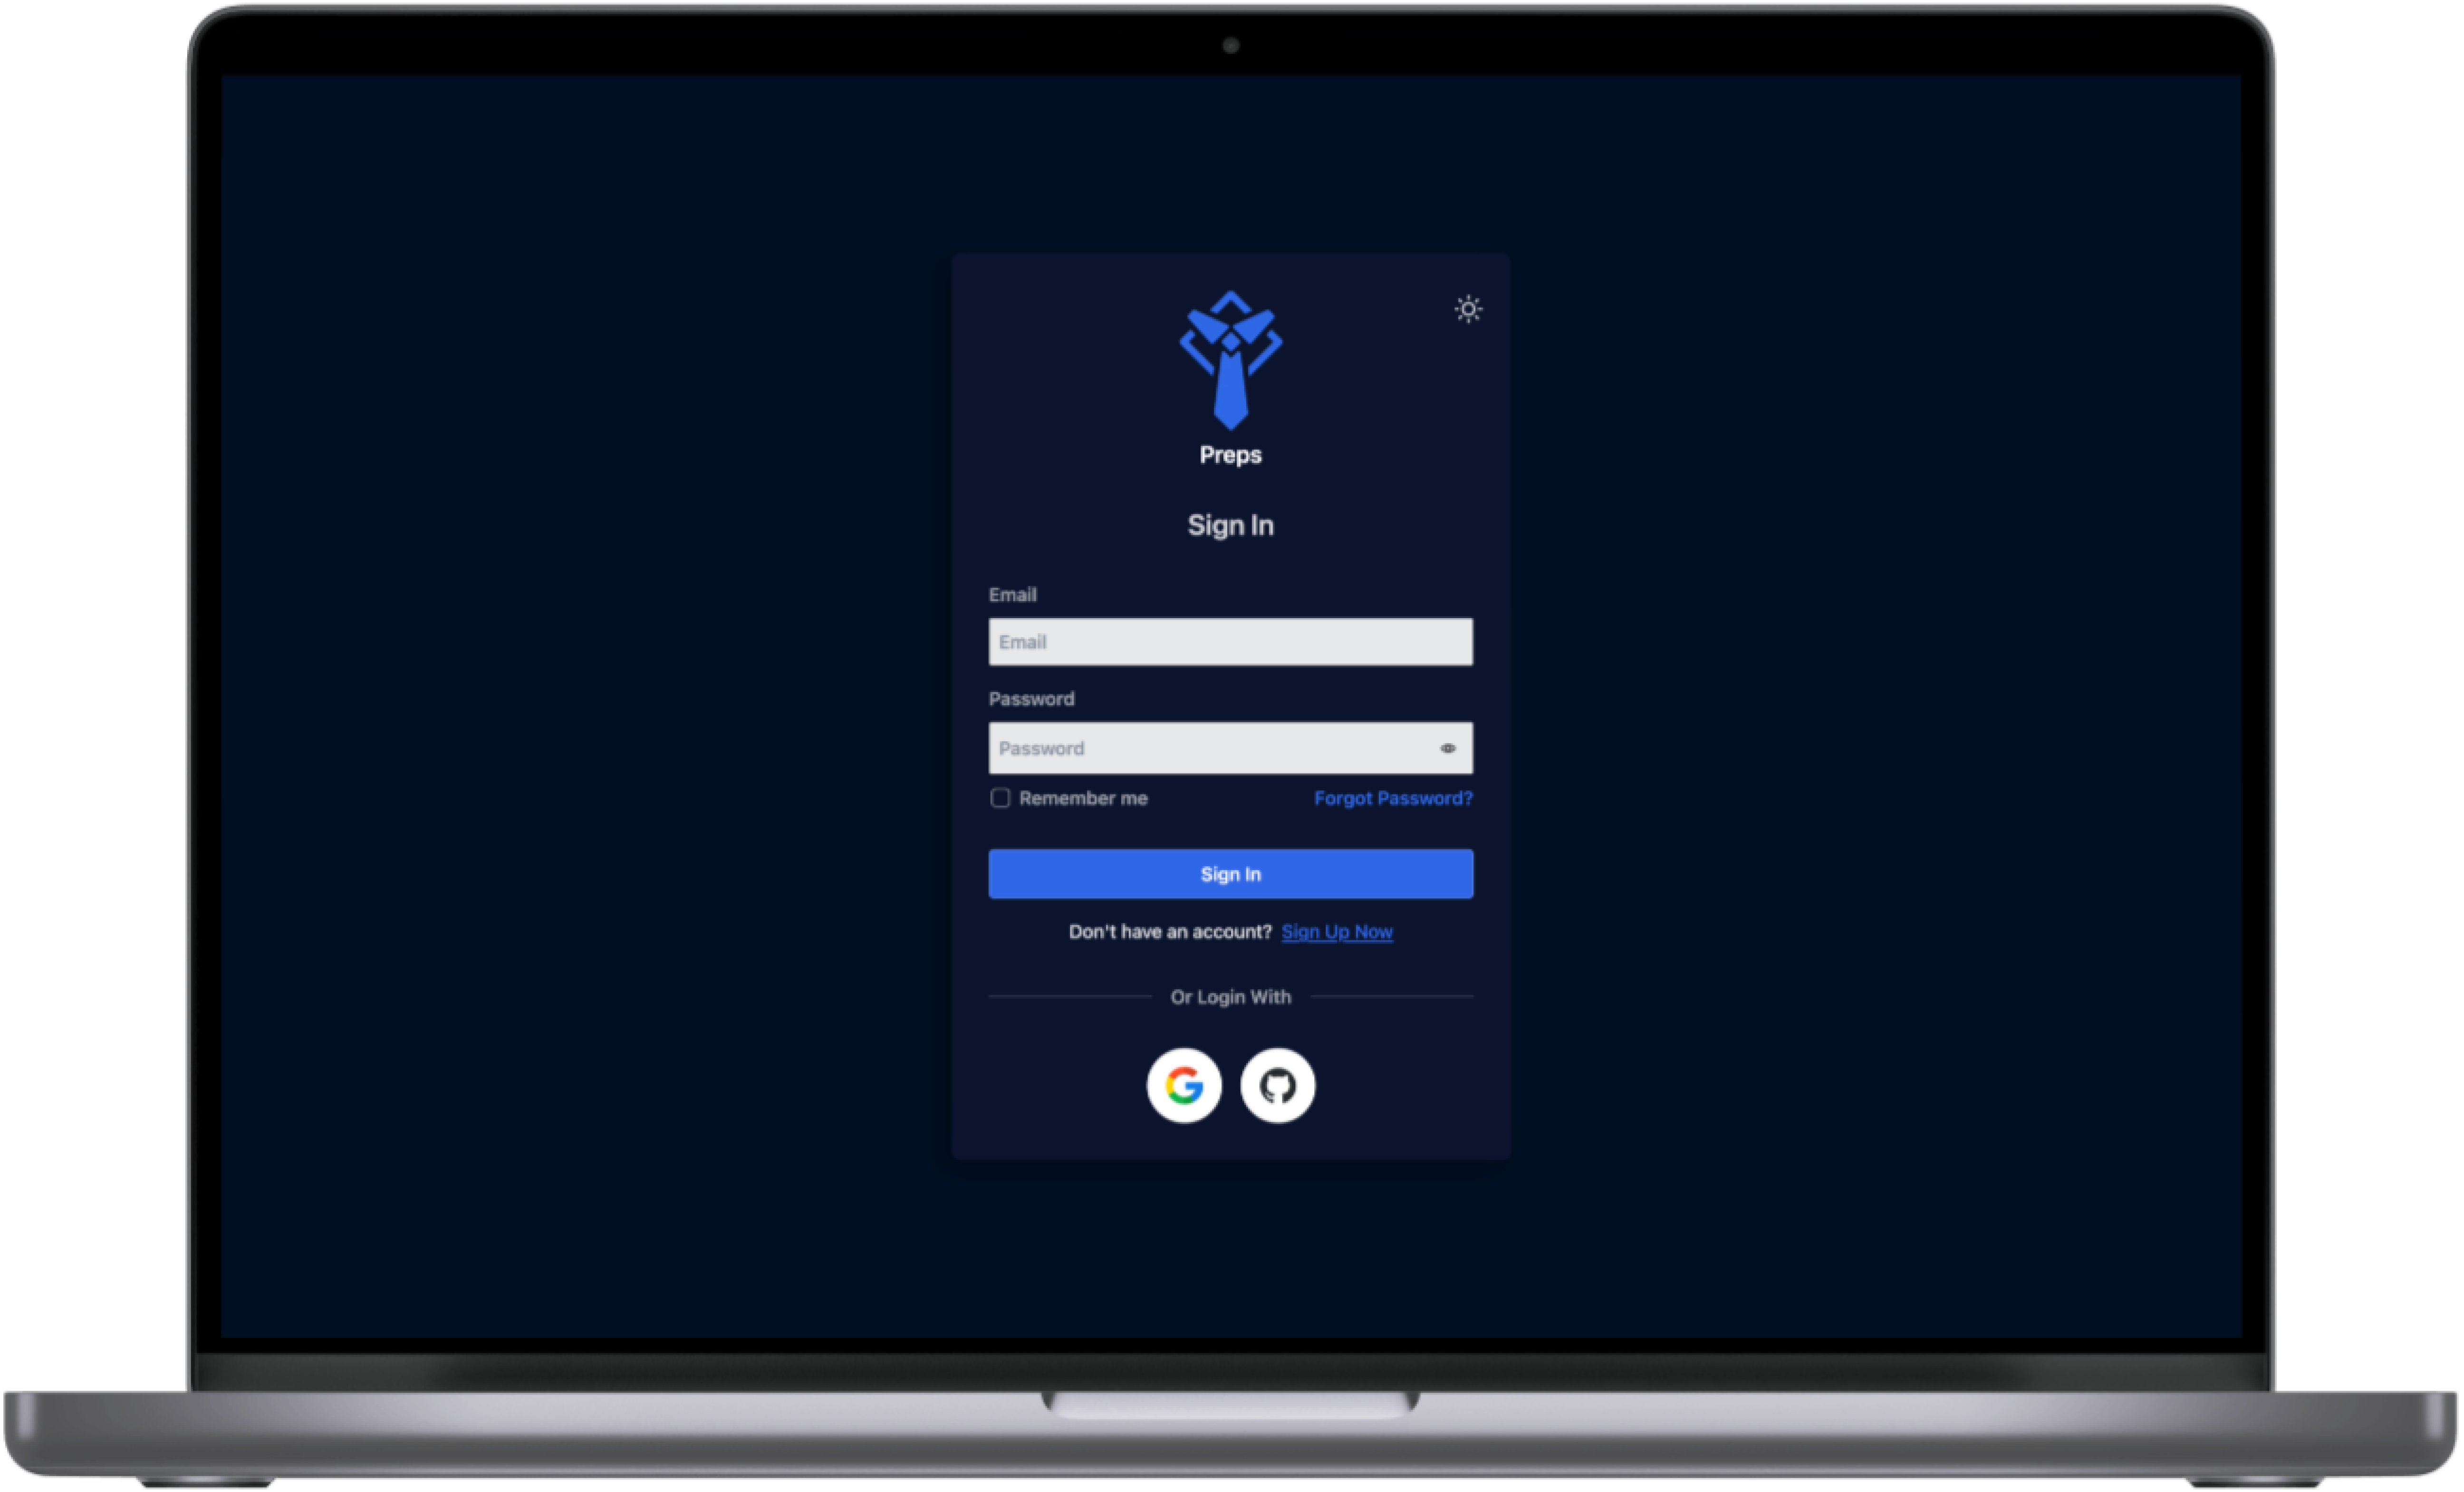 Preps
Sign In
Email
Email
Password
Password
Remember me Forgot Password?
Sign In
Don't have an account? Sign Up Now
Or Login With